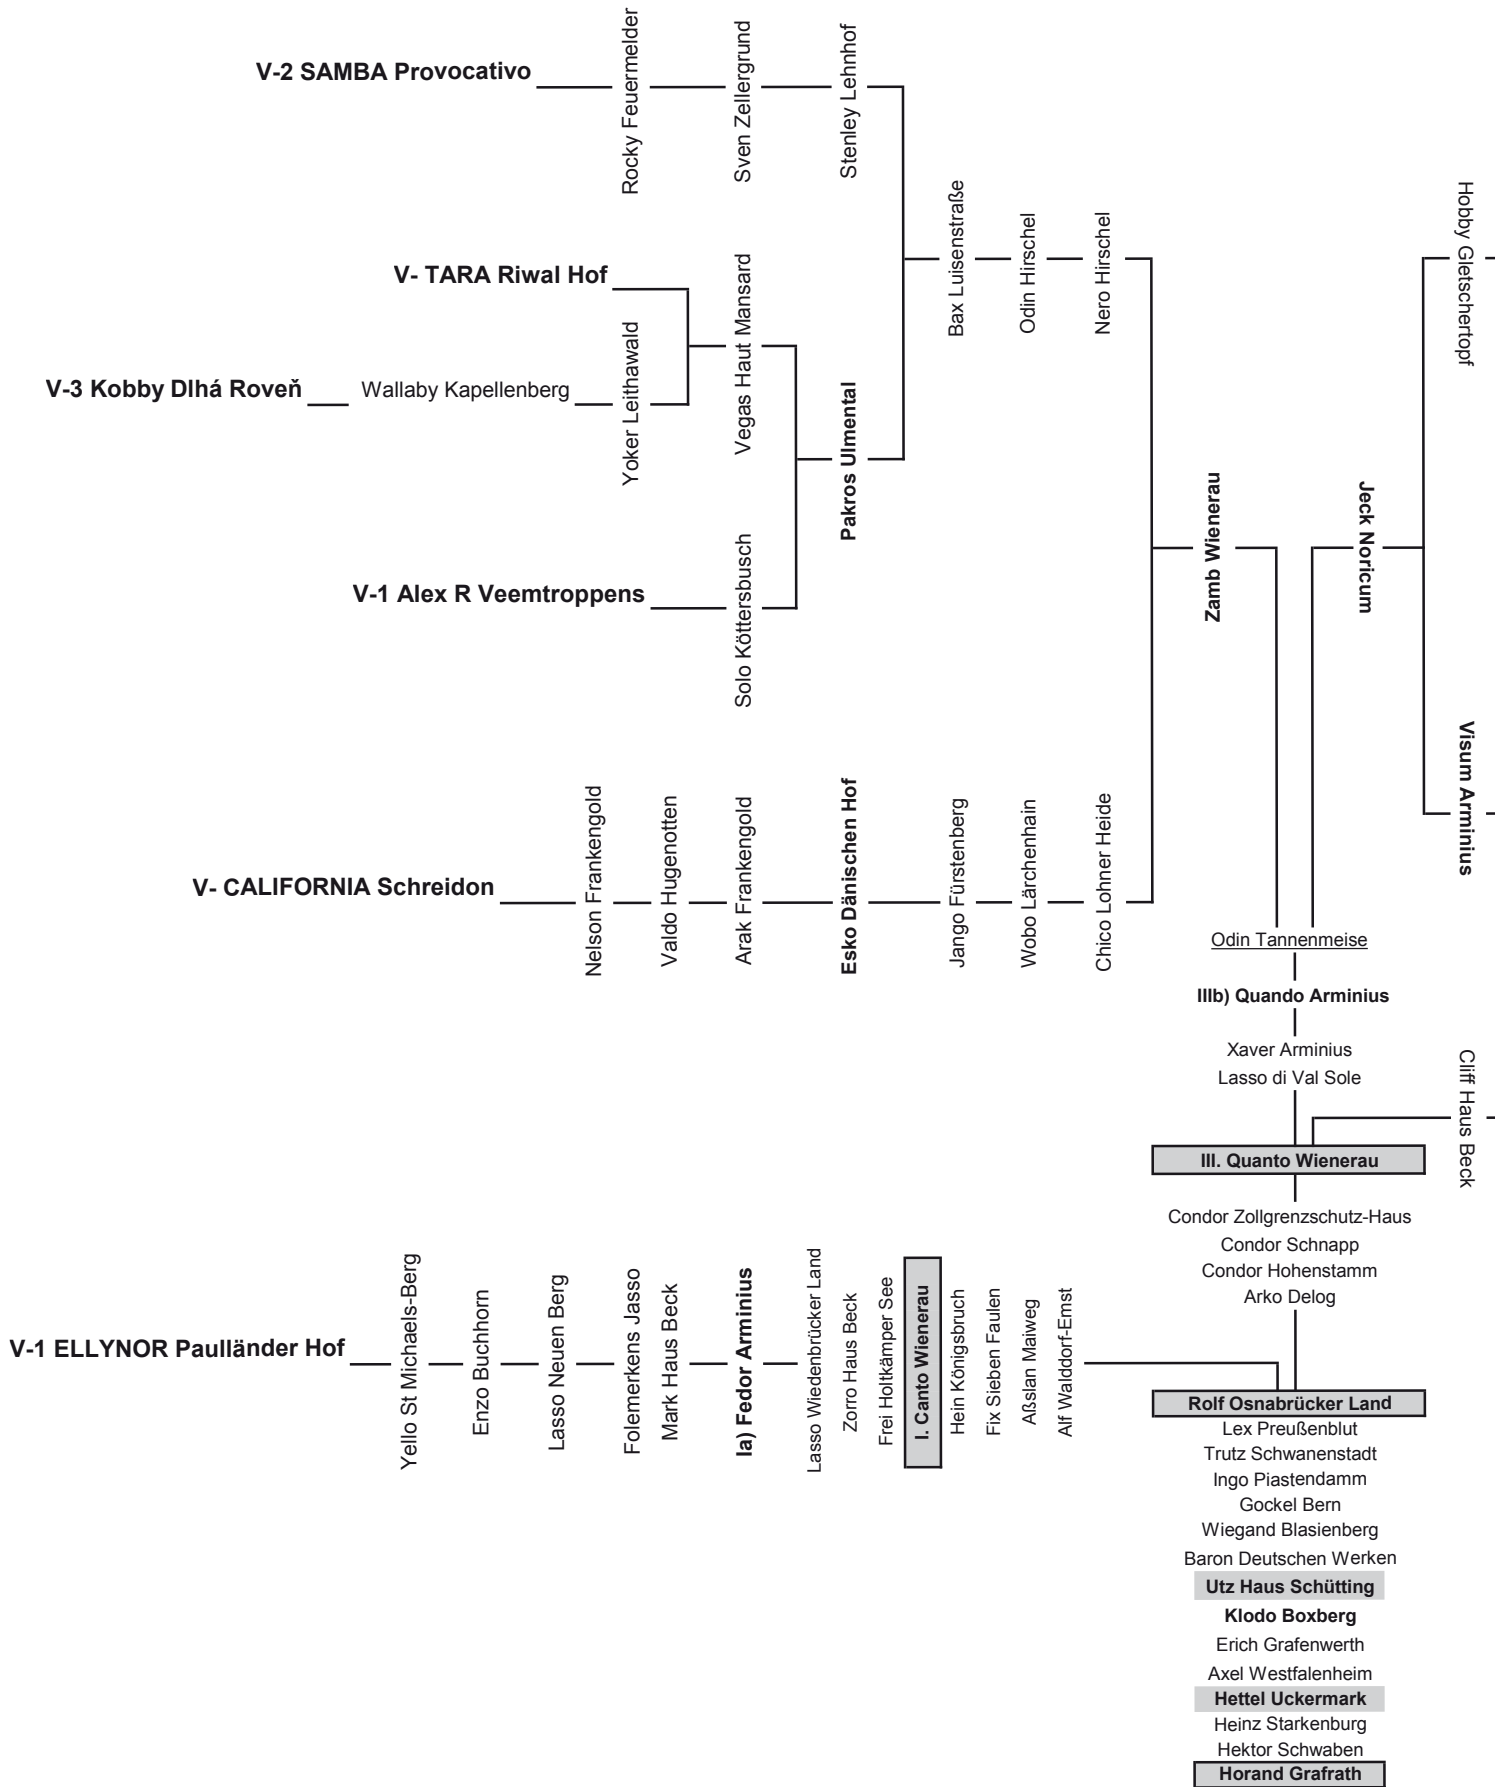 V-2 SAMBA Provocativo
Rocky Feuermelder
Sven Zellergrund
Stenley Lehnhof
Bax Luisenstraße
Odin Hirschel
Nero Hirschel
Hobby Gletschertopf
V- TARA Riwal Hof
V-3 Kobby Dlhá Roveň
Wallaby Kapellenberg
Yoker Leithawald
Vegas Haut Mansard
Pakros Ulmental
V-1 Alex R Veemtroppens
Solo Köttersbusch
Zamb Wienerau
Jeck Noricum
Visum Arminius
V- CALIFORNIA Schreidon
Nelson Frankengold
Valdo Hugenotten
Arak Frankengold
Esko Dänischen Hof
Jango Fürstenberg
Wobo Lärchenhain
Chico Lohner Heide
Odin Tannenmeise
IIIb) Quando Arminius
Xaver Arminius
Lasso di Val Sole
Cliff Haus Beck
III. Quanto Wienerau
Condor Zollgrenzschutz-Haus
Condor Schnapp
Condor Hohenstamm
Arko Delog
V-1 ELLYNOR Paulländer Hof
Yello St Michaels-Berg
Enzo Buchhorn
Lasso Neuen Berg
Folemerkens Jasso
Mark Haus Beck
Ia) Fedor Arminius
Lasso Wiedenbrücker Land
Zorro Haus Beck
Frei Holtkämper See
I. Canto Wienerau
Hein Königsbruch
Fix Sieben Faulen
Aßslan Maiweg
Alf Walddorf-Emst
Rolf Osnabrücker Land
Lex Preußenblut
Trutz Schwanenstadt
Ingo Piastendamm
Gockel Bern
Wiegand Blasienberg
Baron Deutschen Werken
Utz Haus Schütting
Klodo Boxberg
Erich Grafenwerth
Axel Westfalenheim
Hettel Uckermark
Heinz Starkenburg
Hektor Schwaben
Horand Grafrath